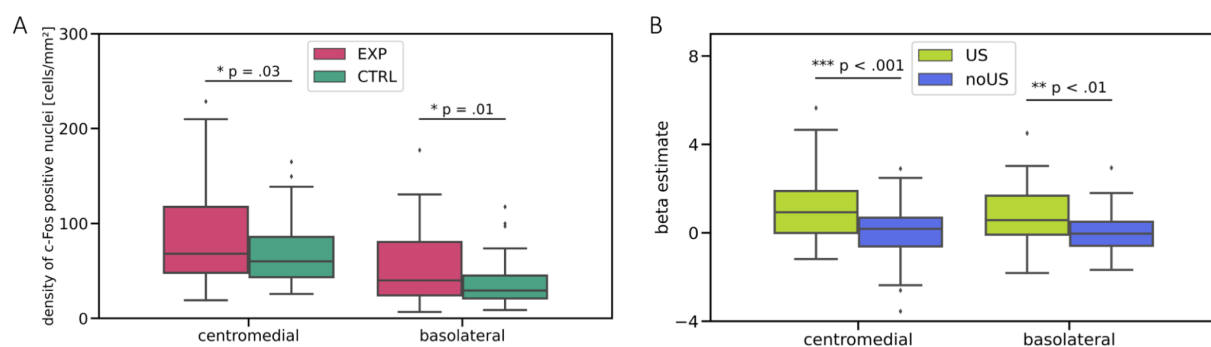 A
density of c-Fos positive nuclei [cells/mm²]
300
200
100
0
EXP
CTRL
* p = .03
* p = .01
centromedial
basolateral
B
beta estimate
8
4
0
−4
US
noUS
*** p < .001
** p < .01
centromedial
basolateral